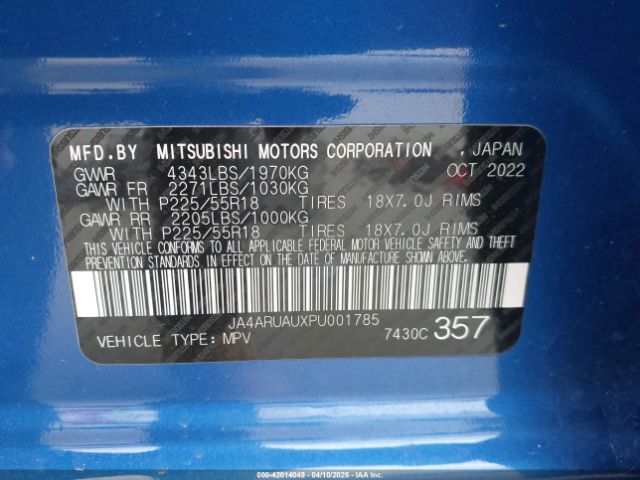 MFD.BY MITSUBISHI MOTORS CORPORATION , JAPAN
GVWR 4343LBS/1970KG OCT 2022
GAWR FR 2271LBS/1030KG
WITH P225/55R18 TIRES 18X7.0J RIMS
GAWR RR 2205LBS/1000KG
WITH P225/55R18 TIRES 18X7.0J RIMS
THIS VEHICLE CONFORMS TO ALL APPLICABLE FEDERAL MOTOR VEHICLE SAFETY AND THEFT
PREVENTION STANDARDS, IN EFFECT ON THE DATE OF MANUFACTURE SHOWN ABOVE.
JA4ARUAUXPU001785
VEHICLE TYPE: MPV 7430C 357
000-42014049 - 04/10/2025 - IAAI.COM